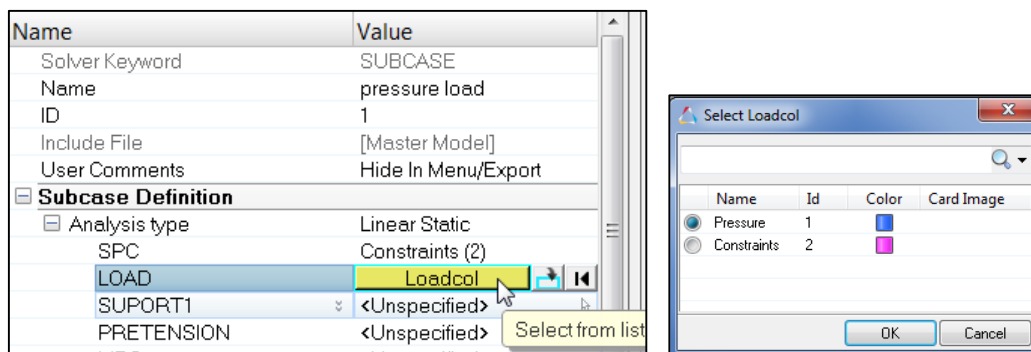 Name Value
Solver Keyword SUBCASE
Name pressure load
ID 1
Include File [Master Model]
User Comments Hide In Menu/Export
Subcase Definition
Analysis type Linear Static
SPC Constraints (2)
LOAD Loadcol
SUPORT1 <Unspecified>
PRETENSION <Unspecified>
Select from list
Select Loadcol
Name Id Color Card Image
Pressure 1
Constraints 2
OK Cancel